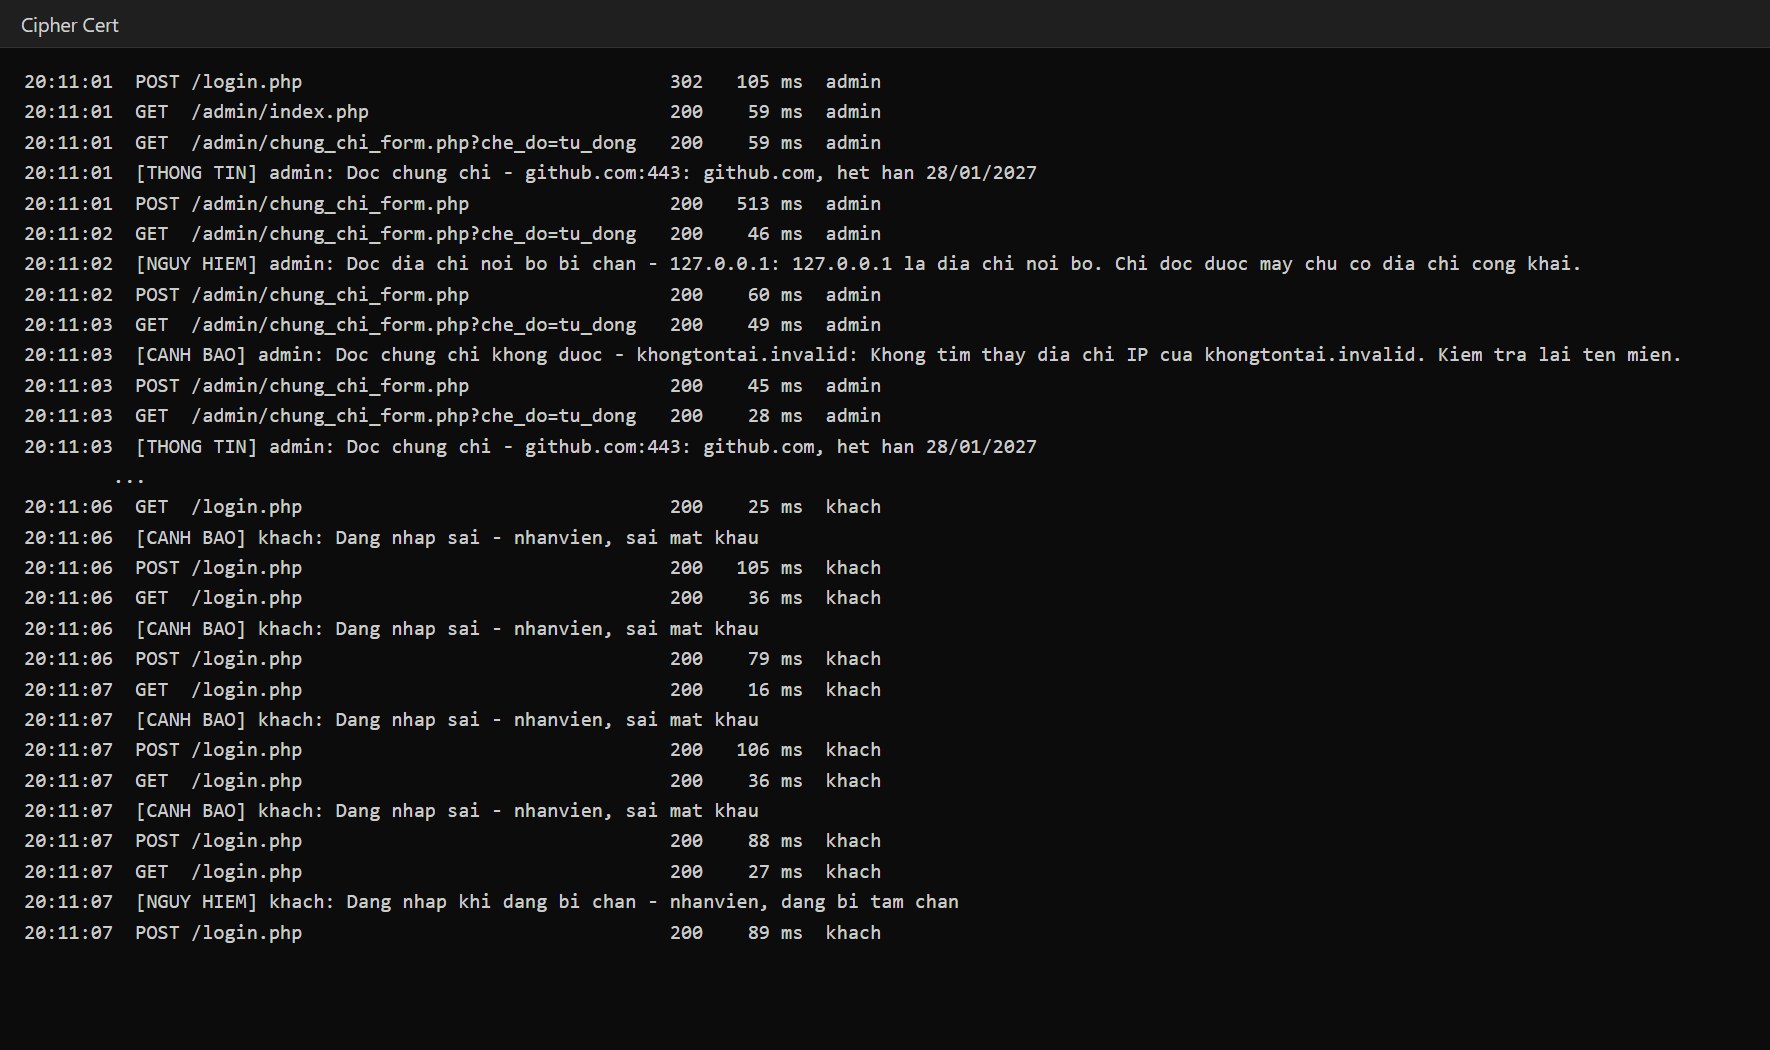 Cipher Cert
20:11:01  POST /login.php                                 302   105 ms  admin
20:11:01  GET  /admin/index.php                           200    59 ms  admin
20:11:01  GET  /admin/chung_chi_form.php?che_do=tu_dong   200    59 ms  admin
20:11:01  [THONG TIN] admin: Doc chung chi - github.com:443: github.com, het han 28/01/2027
20:11:01  POST /admin/chung_chi_form.php                  200   513 ms  admin
20:11:02  GET  /admin/chung_chi_form.php?che_do=tu_dong   200    46 ms  admin
20:11:02  [NGUY HIEM] admin: Doc dia chi noi bo bi chan - 127.0.0.1: 127.0.0.1 la dia chi noi bo. Chi doc duoc may chu co dia chi cong khai.
20:11:02  POST /admin/chung_chi_form.php                  200    60 ms  admin
20:11:03  GET  /admin/chung_chi_form.php?che_do=tu_dong   200    49 ms  admin
20:11:03  [CANH BAO] admin: Doc chung chi khong duoc - khongtontai.invalid: Khong tim thay dia chi IP cua khongtontai.invalid. Kiem tra lai ten mien.
20:11:03  POST /admin/chung_chi_form.php                  200    45 ms  admin
20:11:03  GET  /admin/chung_chi_form.php?che_do=tu_dong   200    28 ms  admin
20:11:03  [THONG TIN] admin: Doc chung chi - github.com:443: github.com, het han 28/01/2027
...
20:11:06  GET  /login.php                                 200    25 ms  khach
20:11:06  [CANH BAO] khach: Dang nhap sai - nhanvien, sai mat khau
20:11:06  POST /login.php                                 200   105 ms  khach
20:11:06  GET  /login.php                                 200    36 ms  khach
20:11:06  [CANH BAO] khach: Dang nhap sai - nhanvien, sai mat khau
20:11:06  POST /login.php                                 200    79 ms  khach
20:11:07  GET  /login.php                                 200    16 ms  khach
20:11:07  [CANH BAO] khach: Dang nhap sai - nhanvien, sai mat khau
20:11:07  POST /login.php                                 200   106 ms  khach
20:11:07  GET  /login.php                                 200    36 ms  khach
20:11:07  [CANH BAO] khach: Dang nhap sai - nhanvien, sai mat khau
20:11:07  POST /login.php                                 200    88 ms  khach
20:11:07  GET  /login.php                                 200    27 ms  khach
20:11:07  [NGUY HIEM] khach: Dang nhap khi dang bi chan - nhanvien, dang bi tam chan
20:11:07  POST /login.php                                 200    89 ms  khach